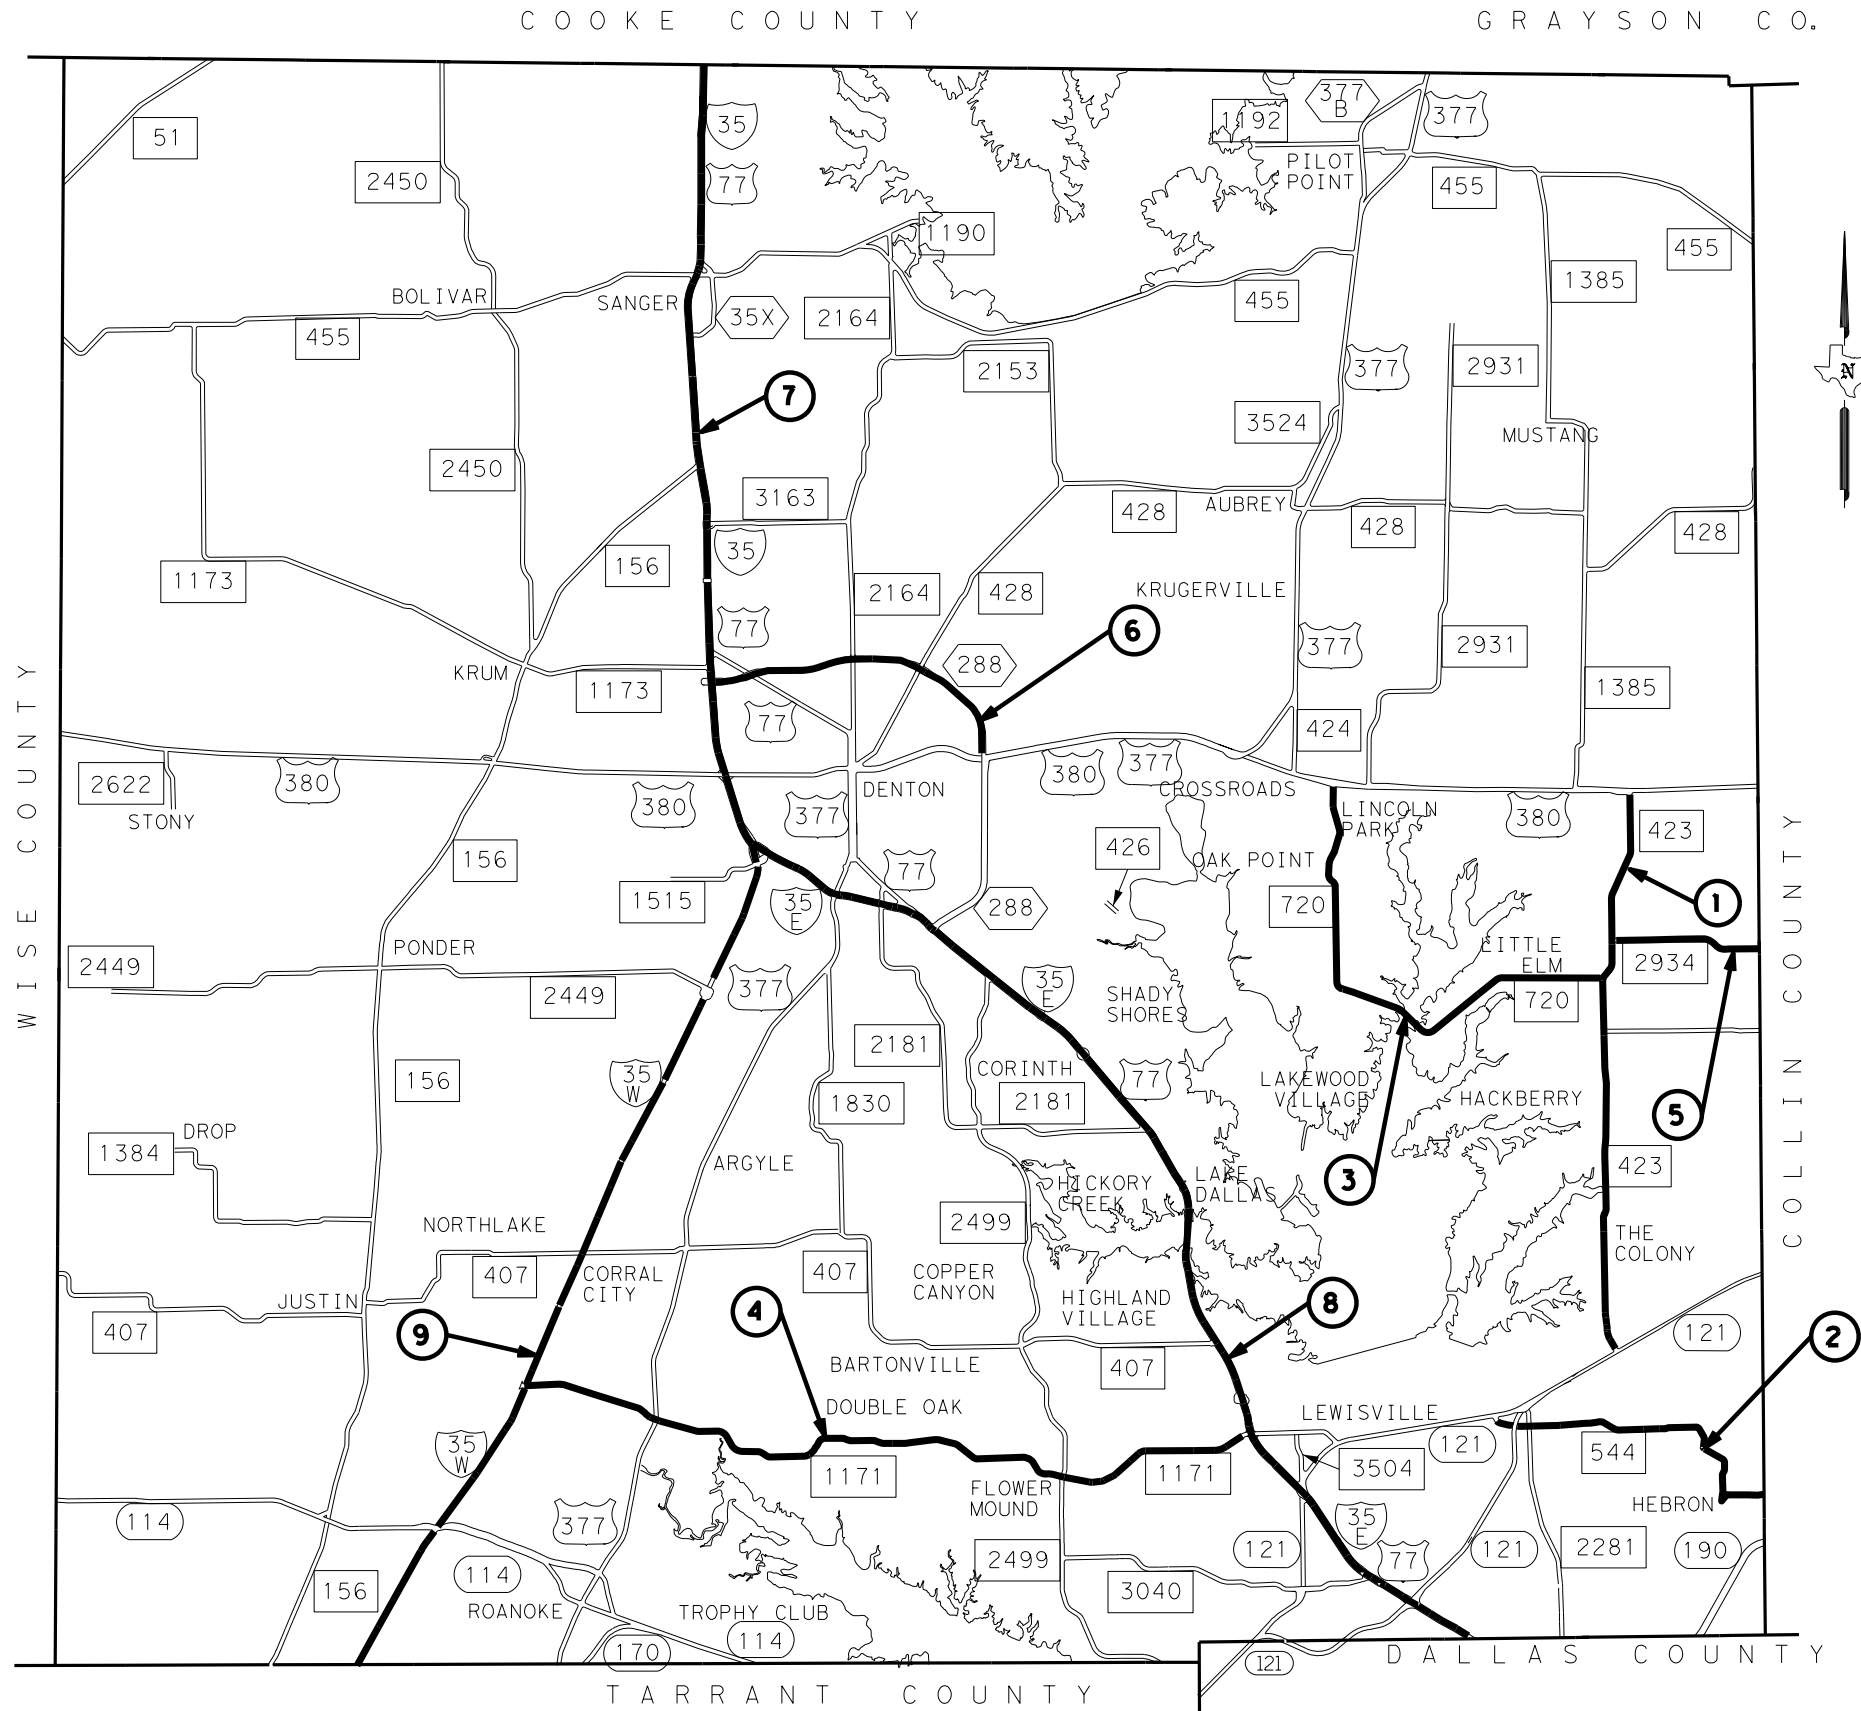 COOKE COUNTY
GRAYSON CO.
WISE COUNTY
COLLIN COUNTY
DALLAS COUNTY
TARRANT COUNTY
N
51
2450
35
77
1192
377
B
377
PILOT
POINT
455
455
1190
1385
BOLIVAR
SANGER
35X
2164
455
455
2153
377
2931
7
3524
MUSTANG
2450
3163
AUBREY
428
428
428
35
156
1173
2164
428
KRUGERVILLE
77
6
377
2931
KRUM
1173
288
1385
77
424
2622
380
380
377
380
377
DENTON
CROSSROADS
STONY
LINCOLN
PARK
380
423
156
426
77
OAK POINT
1515
35
E
288
720
1
PONDER
2449
2449
377
35
E
LITTLE
ELM
2934
SHADY
SHORES
720
2181
156
35
W
CORINTH
77
LAKEWOOD
VILLAGE
HACKBERRY
1830
2181
5
DROP
1384
ARGYLE
3
423
HICKORY
CREEK
LAKE
DALLAS
NORTHLAKE
2499
THE
COLONY
407
CORRAL
CITY
407
COPPER
CANYON
JUSTIN
4
HIGHLAND
VILLAGE
8
407
9
121
2
BARTONVILLE
407
DOUBLE OAK
LEWISVILLE
35
W
121
544
1171
1171
3504
FLOWER
MOUND
HEBRON
114
377
35
E
2499
121
77
121
2281
190
114
156
3040
ROANOKE
TROPHY CLUB
114
170
121